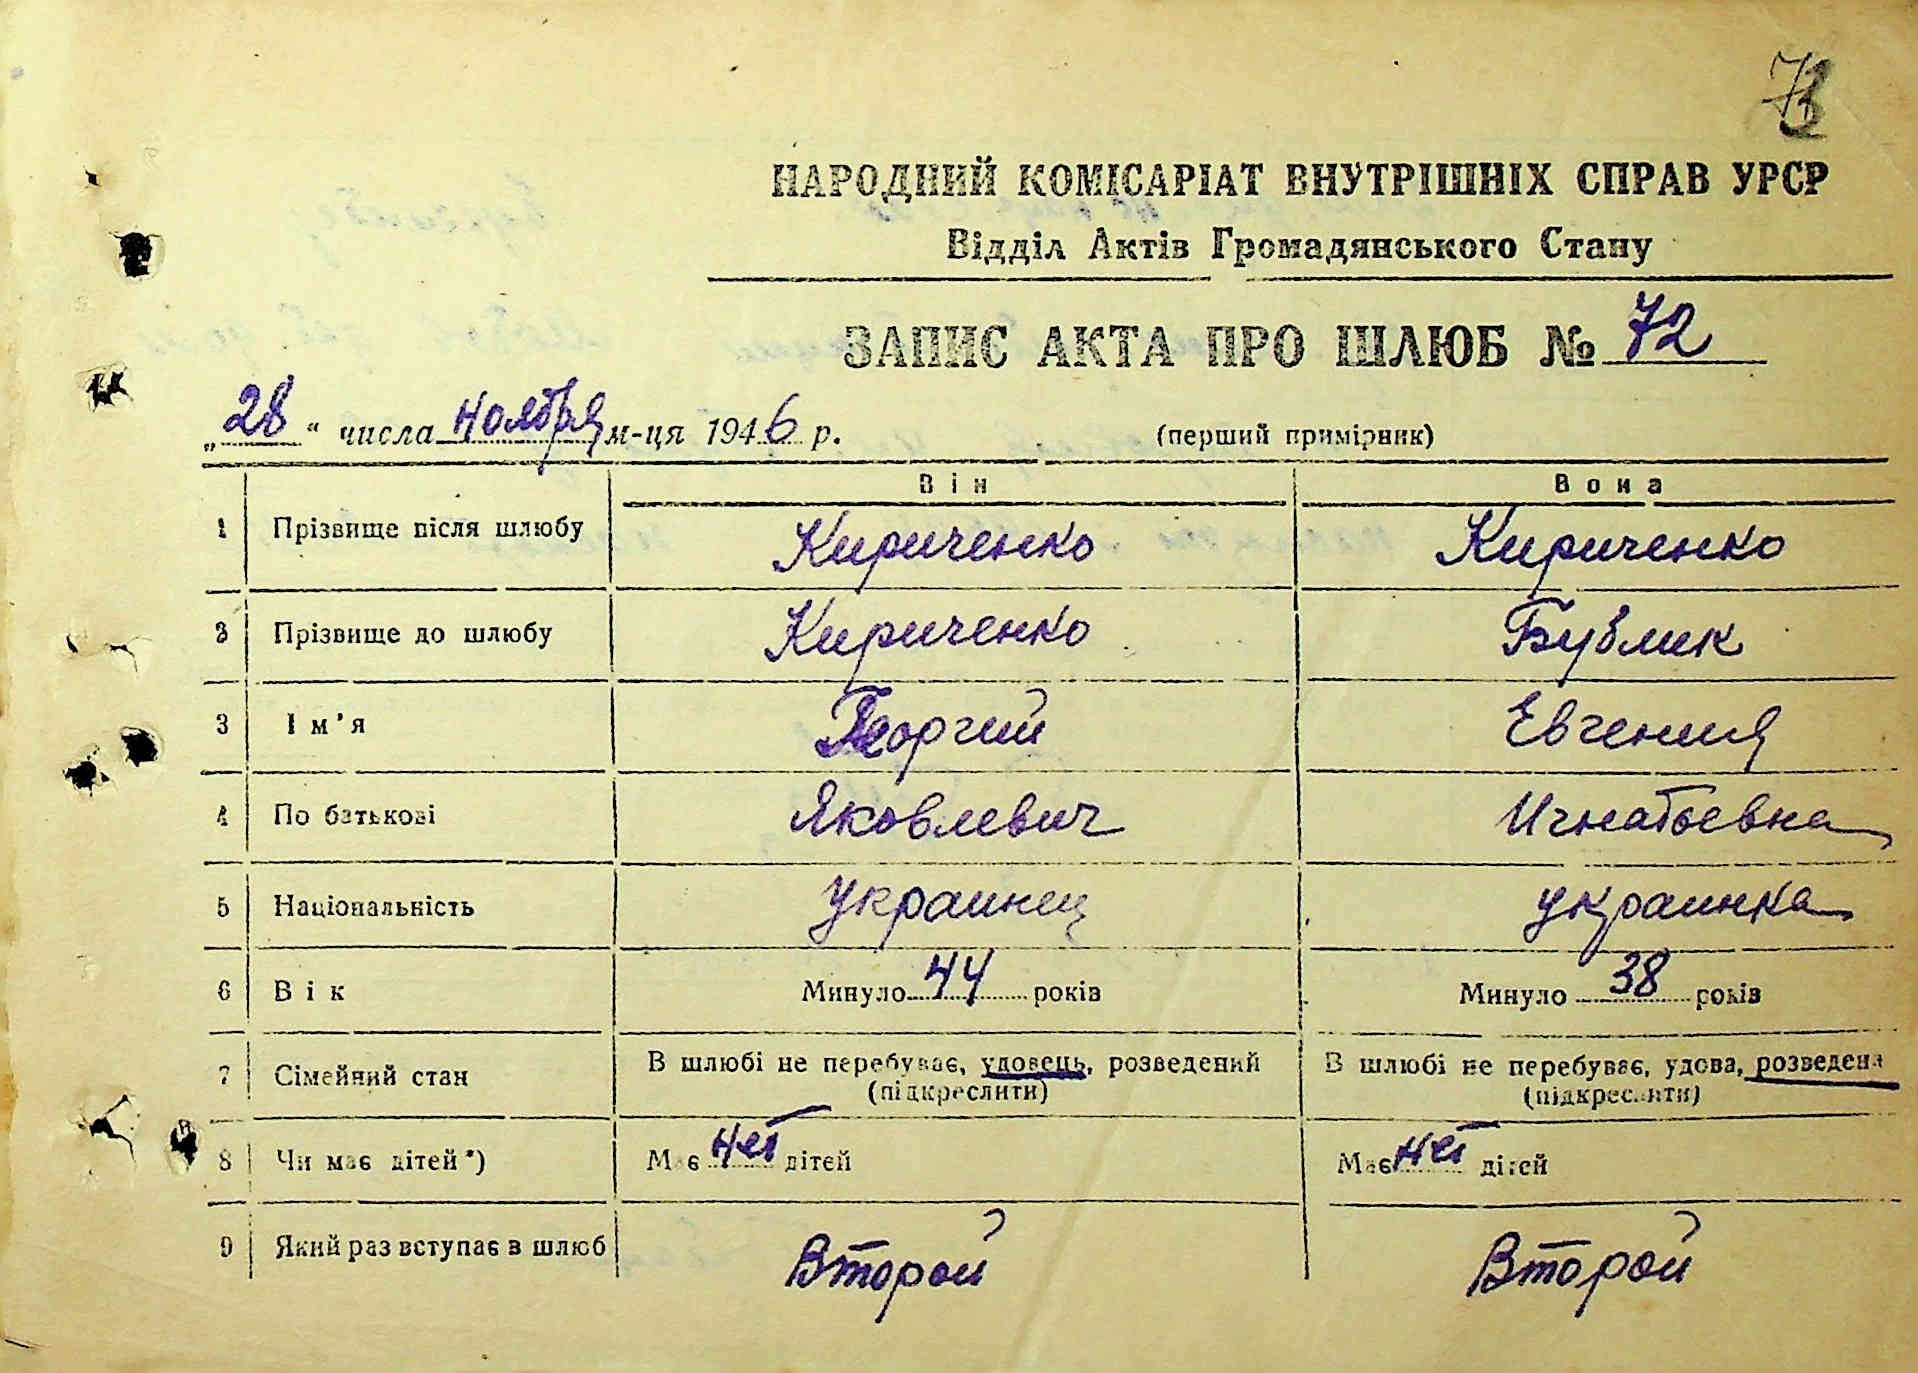 НАРОДНИЙ КОМІСАРІАТ ВНУТРІШНІХ СПРАВ УРСР
Відділ Актів Громадянського Стану
ЗАПИС АКТА ПРО ШЛЮБ № 72
„28“ числа ноября м-ця 1946 р. (перший примірник)
Він Вона
1 Прізвище після шлюбу Кириченко Кириченко
2 Прізвище до шлюбу Кириченко Бублик
3 Ім'я Георгий Евгения
4 По батькові Яковлевич Игнатьевна
5 Національність украинец украинка
6 Вік Минуло 44 років Минуло 38 років
7 Сімейний стан В шлюбі не перебуває, удовець, розведений (підкреслити) В шлюбі не перебуває, удова, розведена (підкреслити)
8 Чи має дітей*) Має нет дітей Має нет дітей
9 Який раз вступає в шлюб Второй Второй